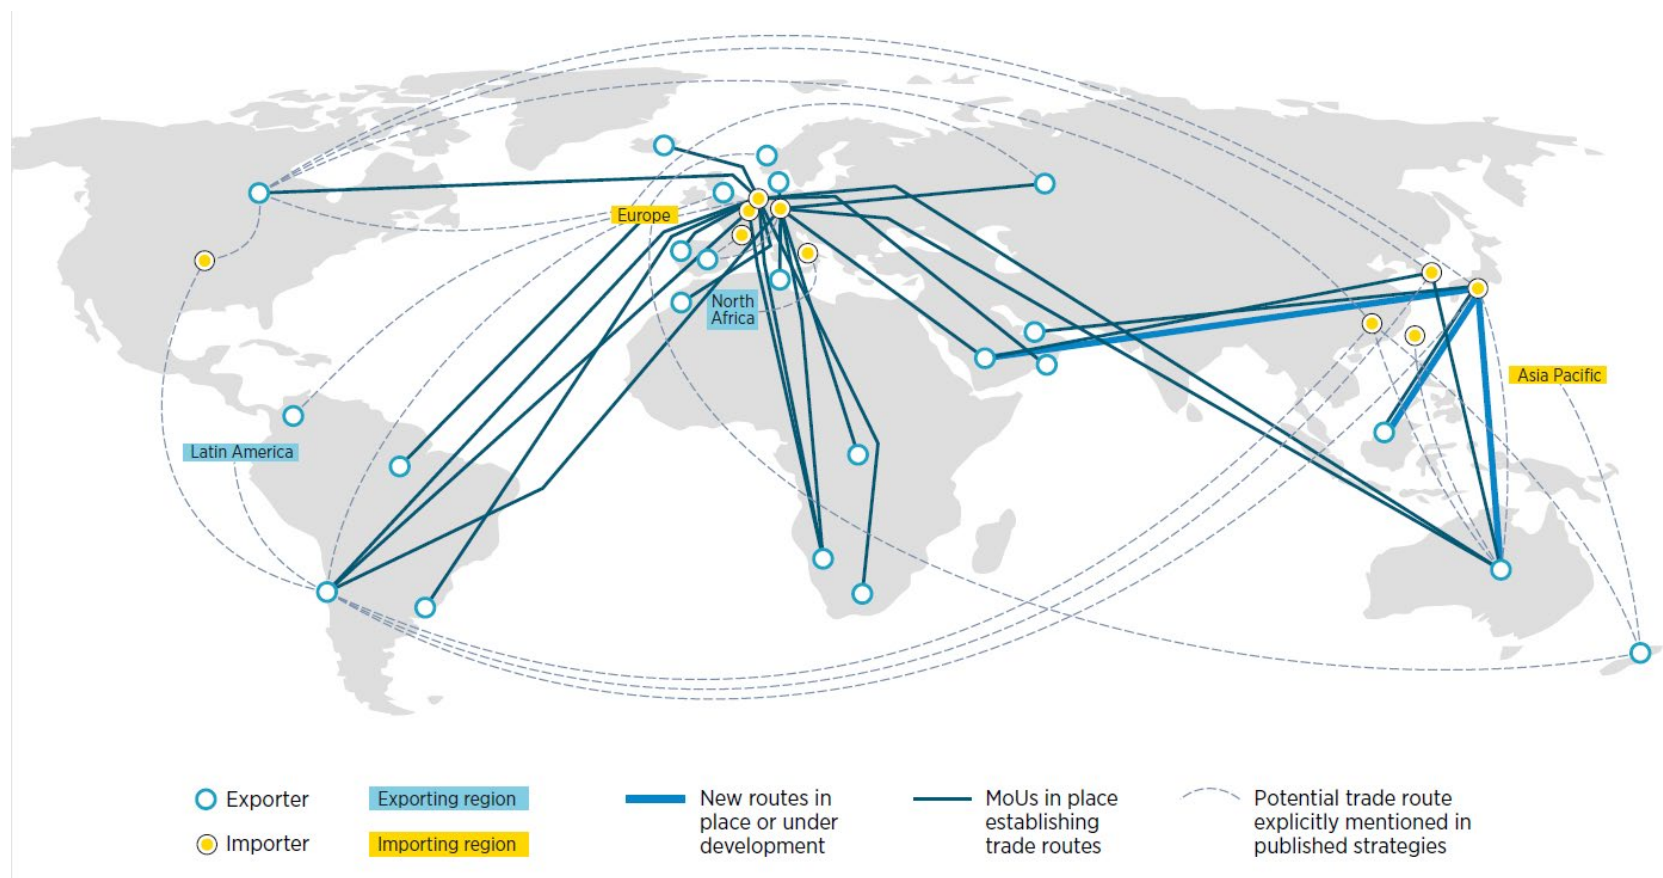 Europe
North
Africa
Asia Pacific
Latin America
Exporter
Importer
Exporting region
Importing region
New routes in
place or under
development
MoUs in place
establishing
trade routes
Potential trade route
explicitly mentioned in
published strategies